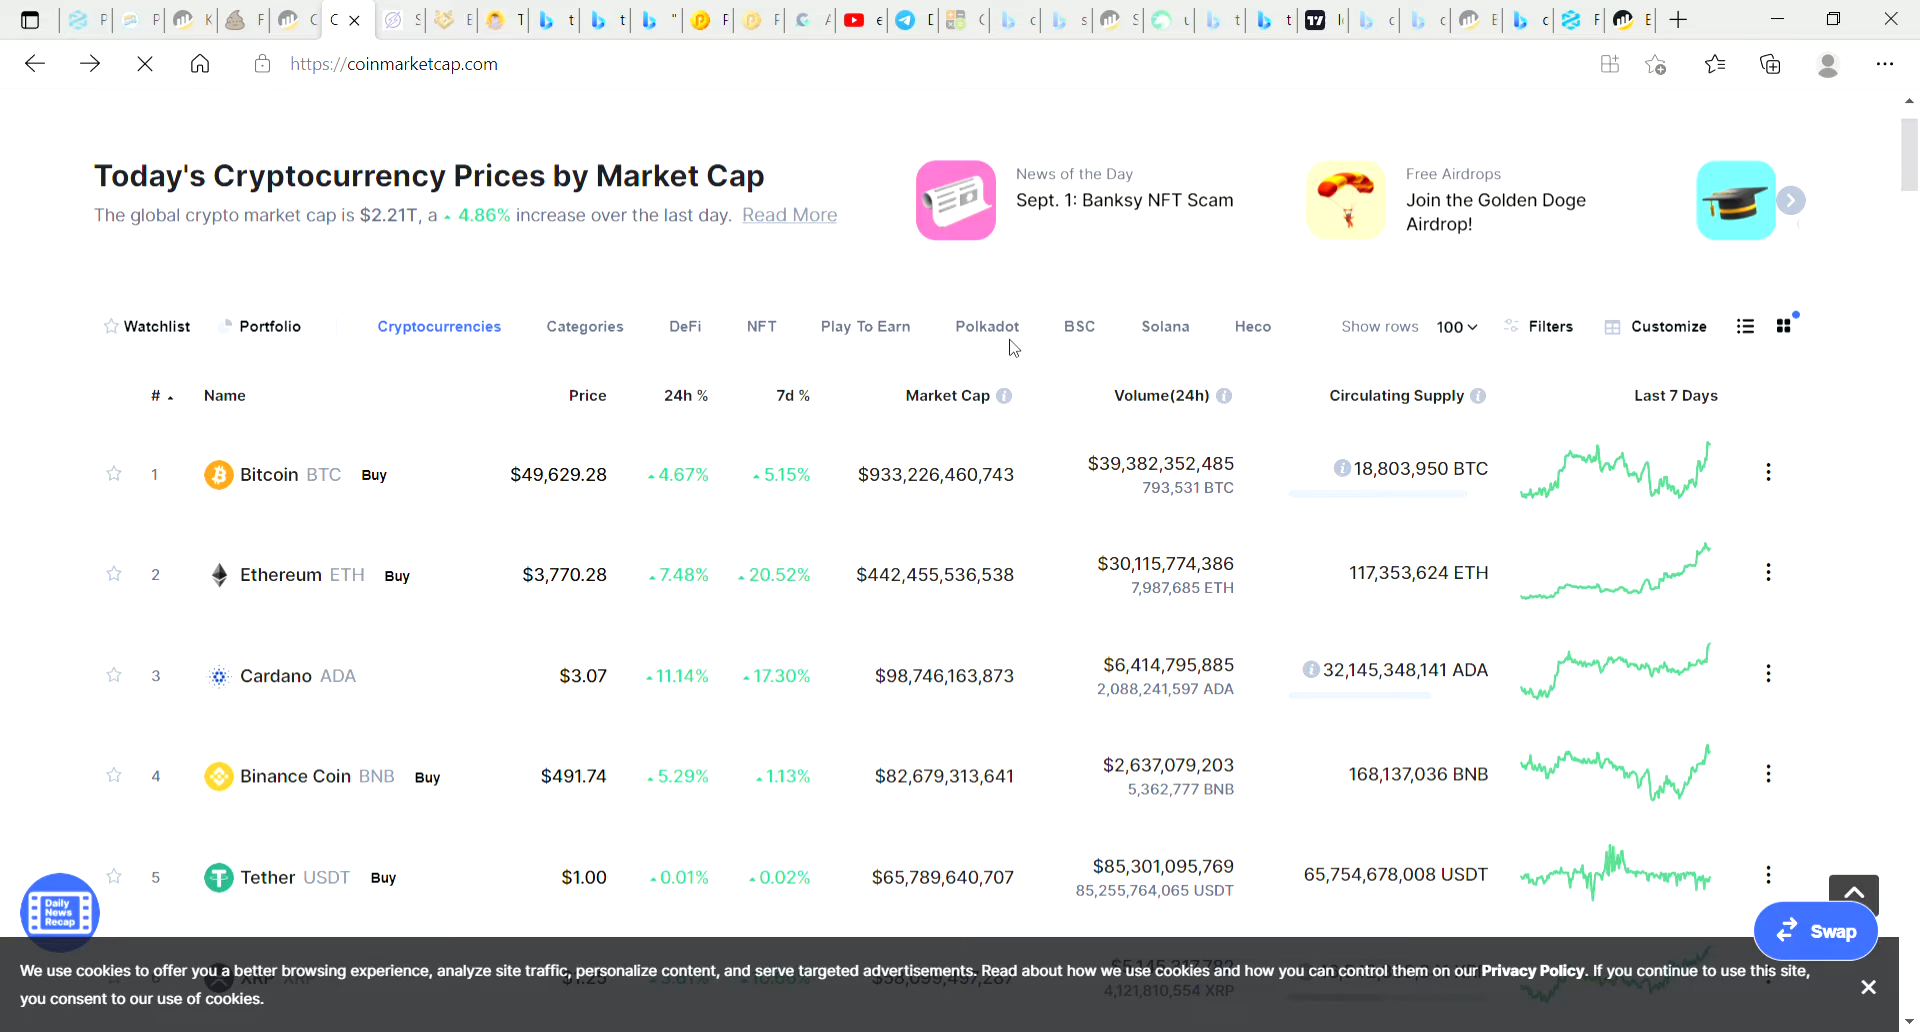 https://coinmarketcap.com
Today's Cryptocurrency Prices by Market Cap
The global crypto market cap is $2.21T, a 4.86% increase over the last day. Read More
News of the Day
Sept. 1: Banksy NFT Scam
Free Airdrops
Join the Golden Doge
Airdrop!
Watchlist Portfolio Cryptocurrencies Categories DeFi NFT Play To Earn Polkadot BSC Solana Heco Show rows 100 Filters Customize
# Name Price 24h % 7d % Market Cap Volume(24h) Circulating Supply Last 7 Days
1 Bitcoin BTC Buy $49,629.28 4.67% 5.15% $933,226,460,743 $39,382,352,485 18,803,950 BTC
793,531 BTC
2 Ethereum ETH Buy $3,770.28 7.48% 20.52% $442,455,536,538 $30,115,774,386 117,353,624 ETH
7,987,685 ETH
3 Cardano ADA $3.07 11.14% 17.30% $98,746,163,873 $6,414,795,885 32,145,348,141 ADA
2,088,241,597 ADA
4 Binance Coin BNB Buy $491.74 5.29% 1.13% $82,679,313,641 $2,637,079,203 168,137,036 BNB
5,362,777 BNB
5 Tether USDT Buy $1.00 0.01% 0.02% $65,789,640,707 $85,301,095,769 65,754,678,008 USDT
85,255,764,065 USDT
Daily
News
Recap
Swap
We use cookies to offer you a better browsing experience, analyze site traffic, personalize content, and serve targeted advertisements. Read about how we use cookies and how you can control them on our Privacy Policy. If you continue to use this site,
you consent to our use of cookies.
XRP XRP $1.25
4,121,810,554 XRP